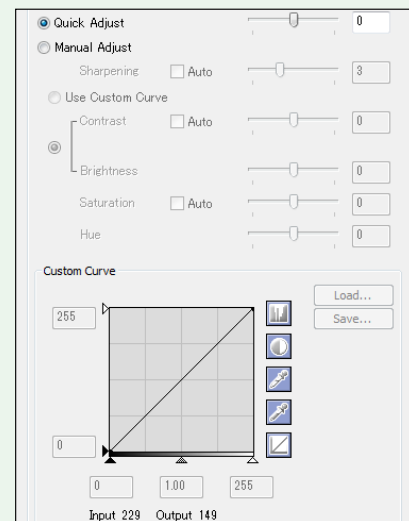 Quick Adjust 0
Manual Adjust
Sharpening Auto 3
Use Custom Curve
Contrast Auto 0
Brightness 0
Saturation Auto 0
Hue 0
Custom Curve
Load...
255 Save...
0
0 1.00 255
Input 229 Output 149